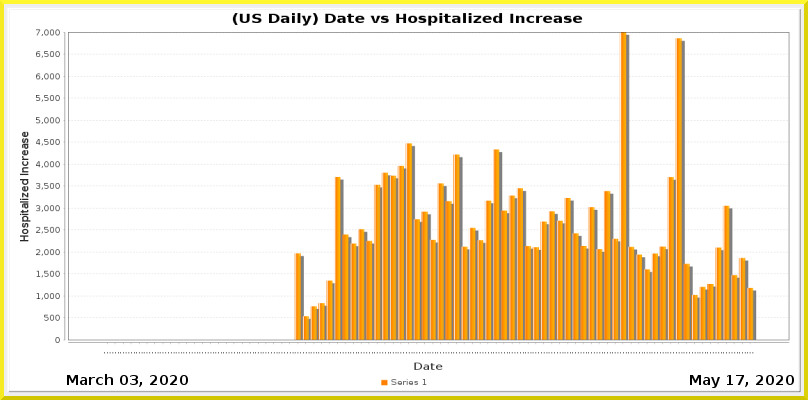 (US Daily) Date vs Hospitalized Increase
7,000
6,500
6,000
5,500
5,000
4,500
4,000
3,500
3,000
2,500
2,000
1,500
1,000
500
0
Hospitalized Increase
Date
March 03, 2020
May 17, 2020
Series 1